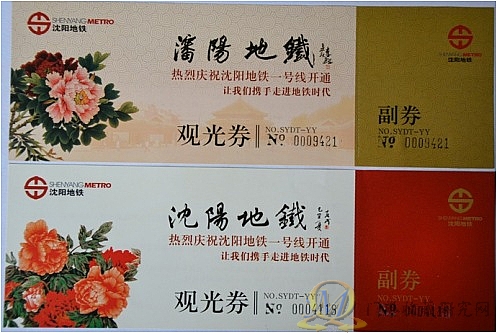 SHENYANG METRO
沈阳地铁
瀋陽地鐵
热烈庆祝沈阳地铁一号线开通
让我们携手走进地铁时代
观光券
NO.SYDT-YY
№ 0009421
沈阳地铁
副券
NO.SYDT-YY
№ 0009421
SHENYANG METRO
沈阳地铁
沈陽地鐵
热烈庆祝沈阳地铁一号线开通
让我们携手走进地铁时代
观光券
NO.SYDT-YY
№ 0004118
沈阳地铁
副券
NO.SYDT-YY